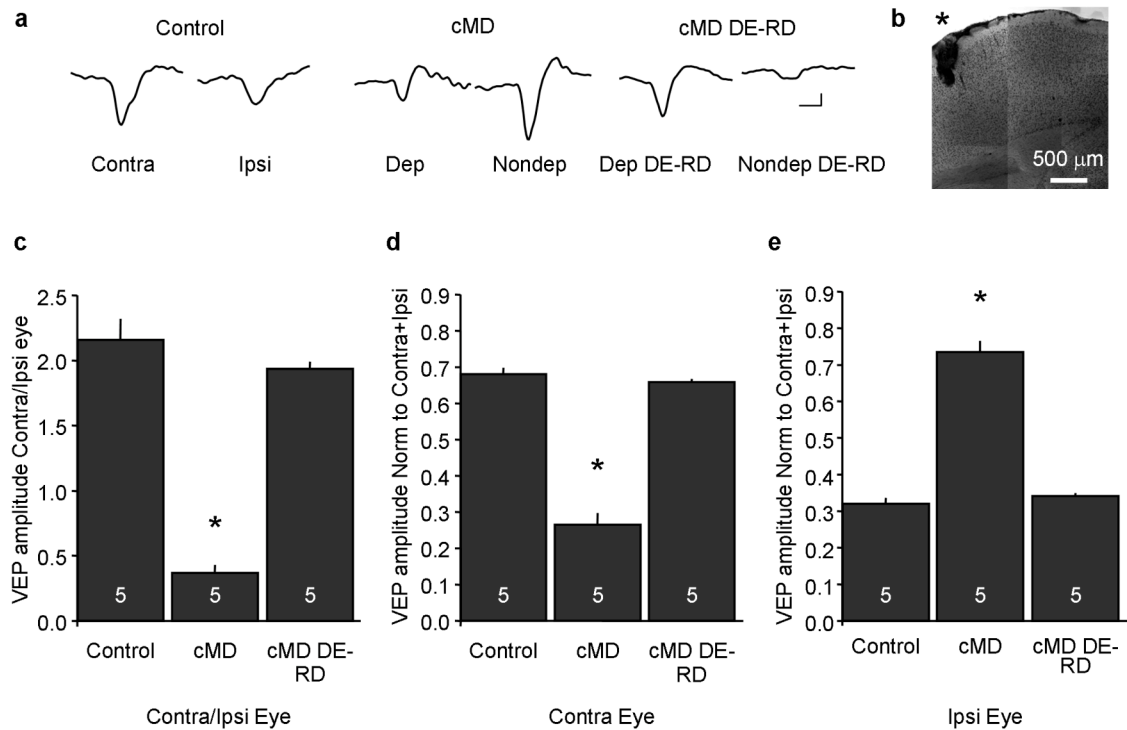 a
Control
cMD
cMD DE-RD
Contra
Ipsi
Dep
Nondep
Dep DE-RD
Nondep DE-RD
b
*
500 μm
c
VEP amplitude Contra/Ipsi eye
2.5
2.0
1.5
1.0
0.5
0.0
*
5
5
5
Control
cMD
cMD DE-
RD
Contra/Ipsi Eye
d
VEP amplitude Norm to Contra+Ipsi
0.9
0.8
0.7
0.6
0.5
0.4
0.3
0.2
0.1
0.0
*
5
5
5
Control
cMD
cMD DE-
RD
Contra Eye
e
VEP amplitude Norm to Contra+Ipsi
0.9
0.8
0.7
0.6
0.5
0.4
0.3
0.2
0.1
0.0
*
5
5
5
Control
cMD
cMD DE-
RD
Ipsi Eye